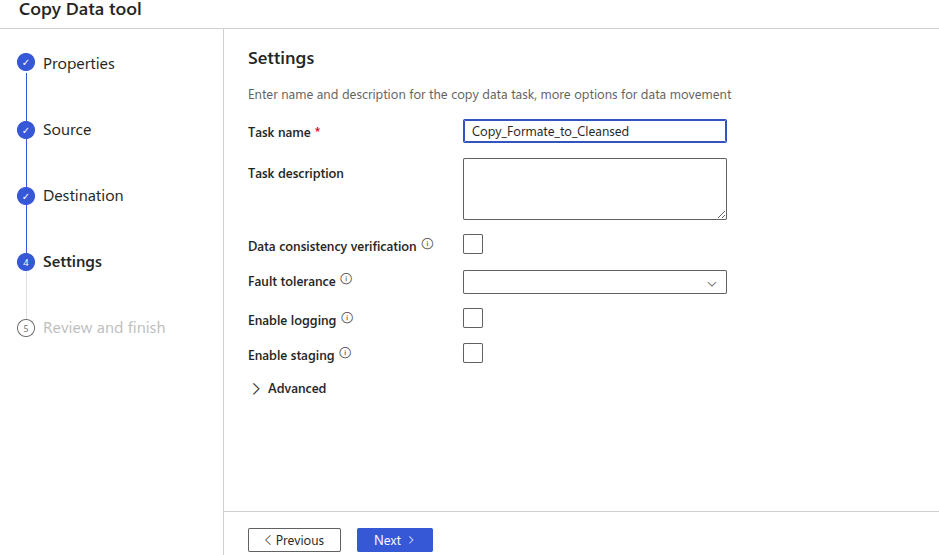 Copy Data tool
Properties
Source
Destination
4 Settings
5 Review and finish
Settings
Enter name and description for the copy data task, more options for data movement
Task name * Copy_Formate_to_Cleansed
Task description
Data consistency verification
Fault tolerance
Enable logging
Enable staging
Advanced
Previous Next